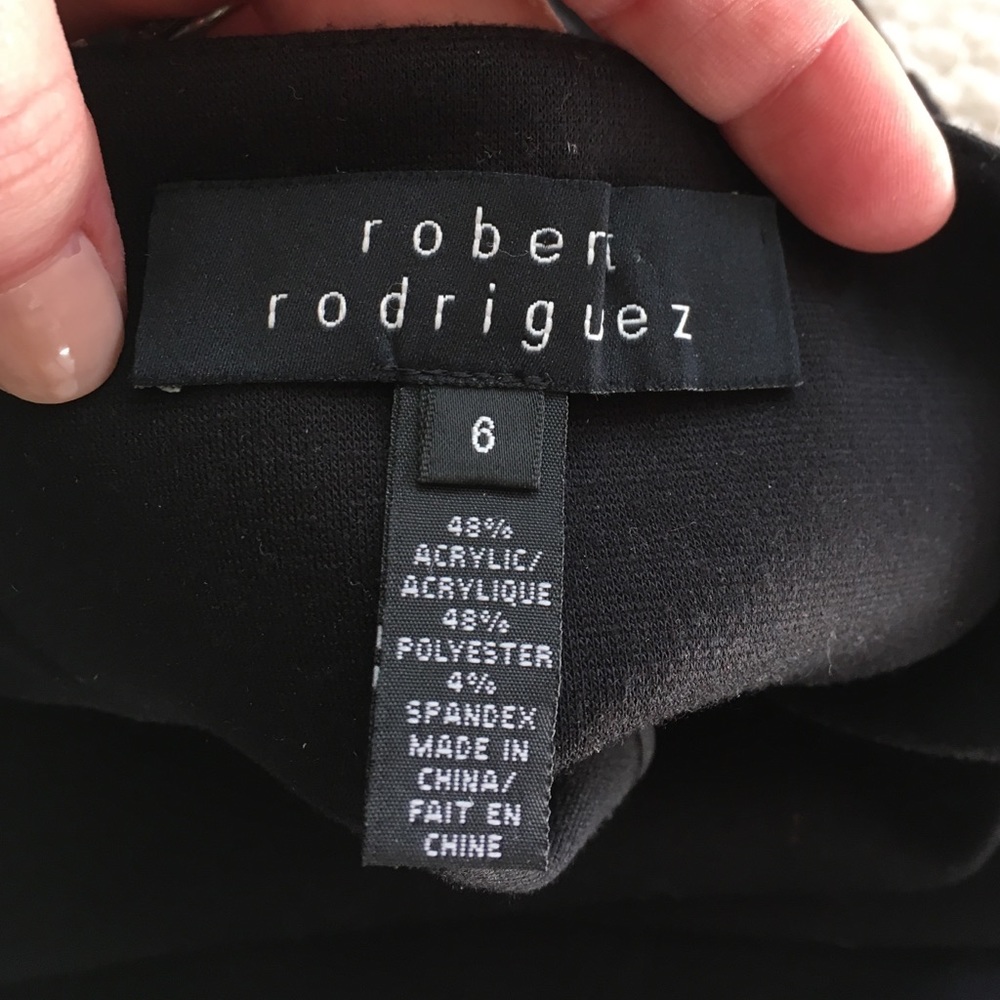 robert
rodriguez
6
48%
ACRYLIC/
ACRYLIQUE
48%
POLYESTER
4%
SPANDEX
MADE IN
CHINA/
FAIT EN
CHINE